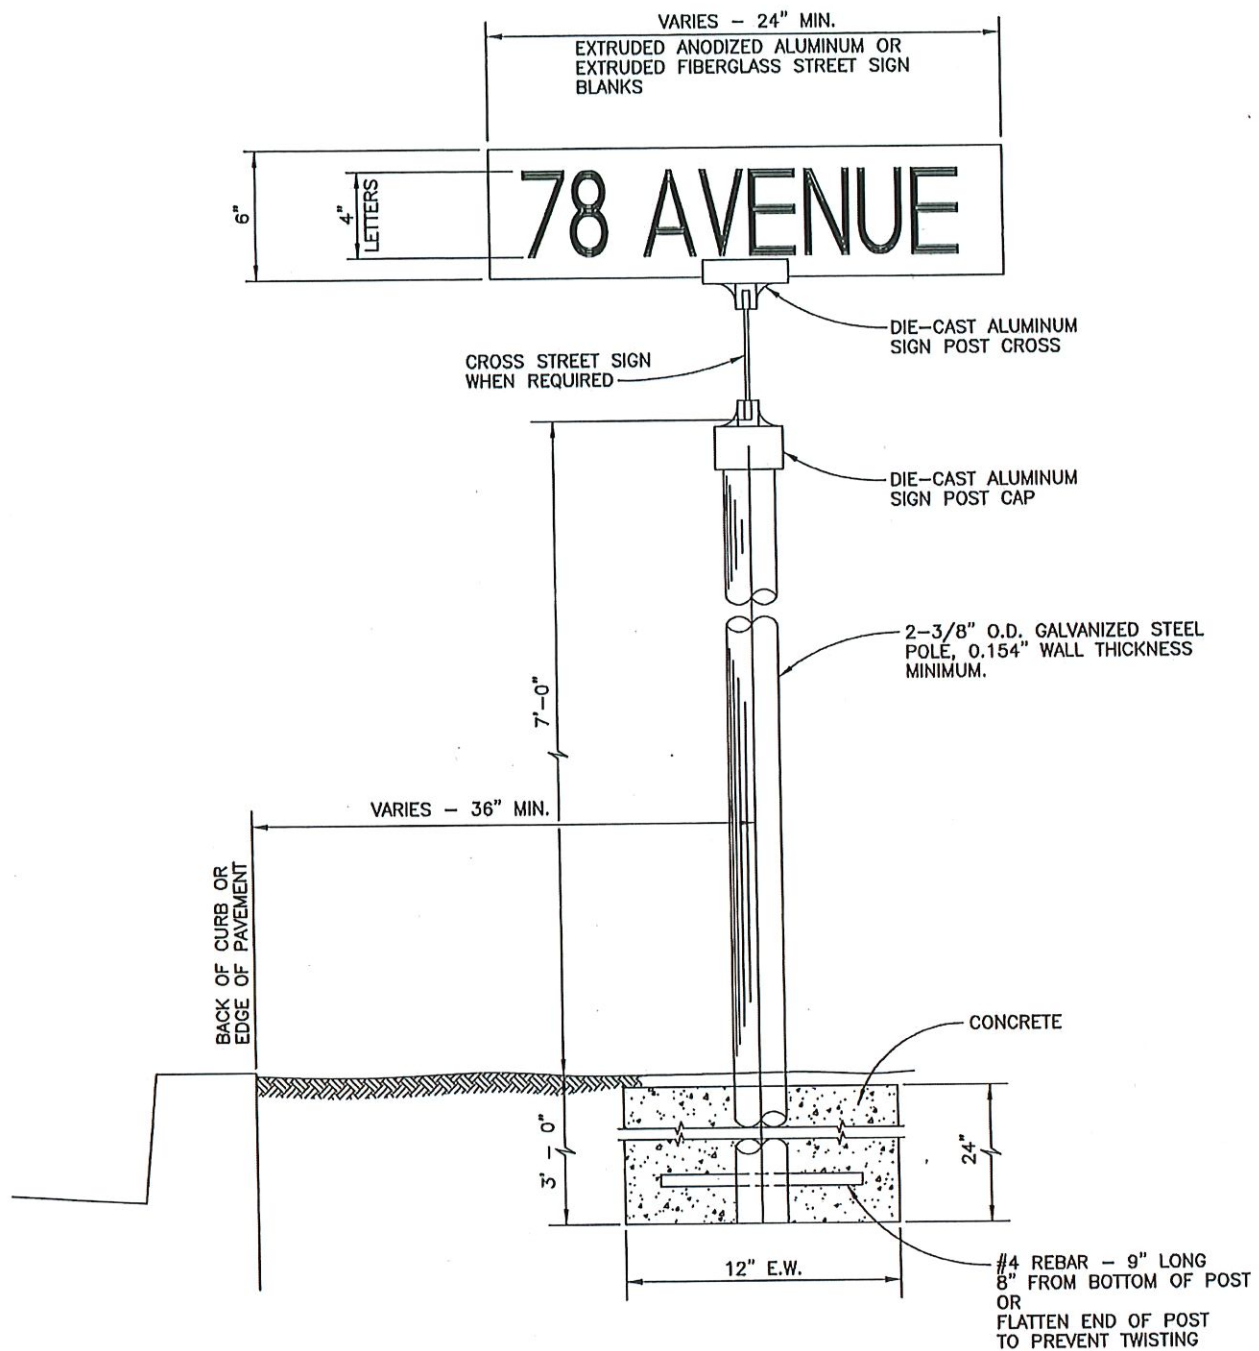 VARIES - 24" MIN.
EXTRUDED ANODIZED ALUMINUM OR
EXTRUDED FIBERGLASS STREET SIGN
BLANKS
6"
4"
LETTERS
78 AVENUE
DIE-CAST ALUMINUM
SIGN POST CROSS
CROSS STREET SIGN
WHEN REQUIRED
DIE-CAST ALUMINUM
SIGN POST CAP
2-3/8" O.D. GALVANIZED STEEL
POLE, 0.154" WALL THICKNESS
MINIMUM.
7'-0"
VARIES - 36" MIN.
BACK OF CURB OR
EDGE OF PAVEMENT
CONCRETE
3' - 0"
24"
12" E.W.
#4 REBAR - 9" LONG
8" FROM BOTTOM OF POST
OR
FLATTEN END OF POST
TO PREVENT TWISTING